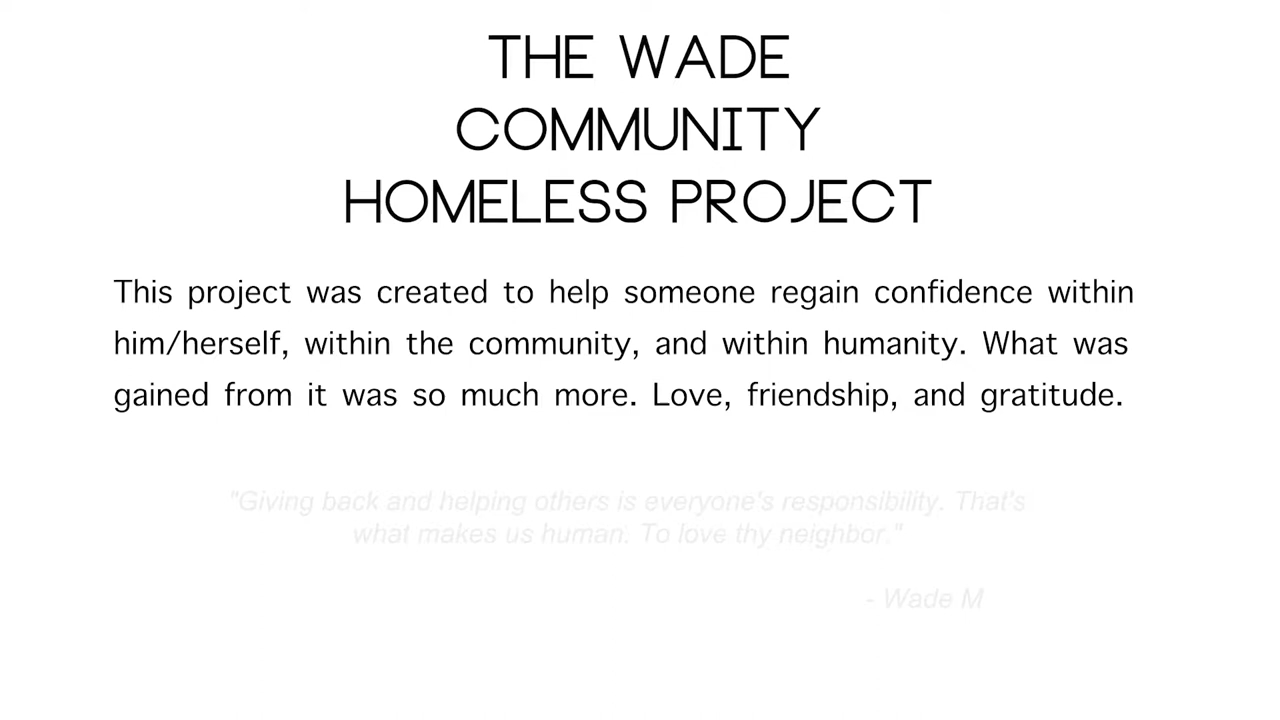 THE WADE
COMMUNITY
HOMELESS PROJECT
This project was created to help someone regain confidence within
him/herself, within the community, and within humanity. What was
gained from it was so much more. Love, friendship, and gratitude.
"Giving back and helping others is everyone's responsibility. That's
what makes us human. To love thy neighbor."
- Wade M